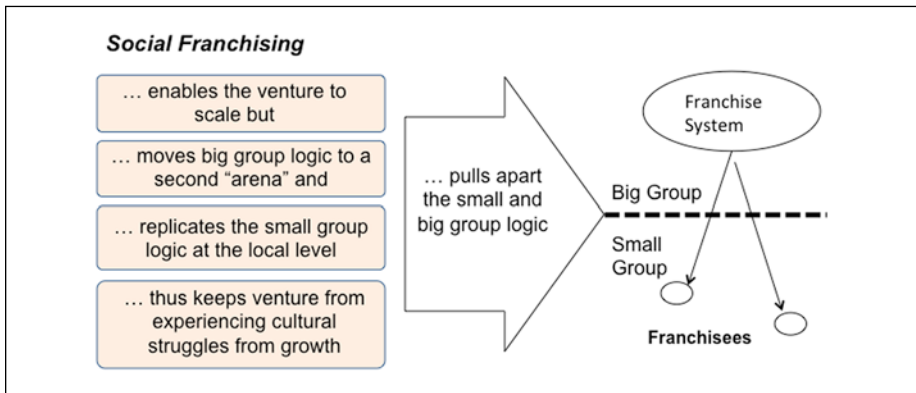 Social Franchising
… enables the venture to
scale but
… moves big group logic to a
second “arena” and
… replicates the small group
logic at the local level
… thus keeps venture from
experiencing cultural
struggles from growth
… pulls apart
the small and
big group logic
Franchise
System
Big Group
Small
Group
Franchisees